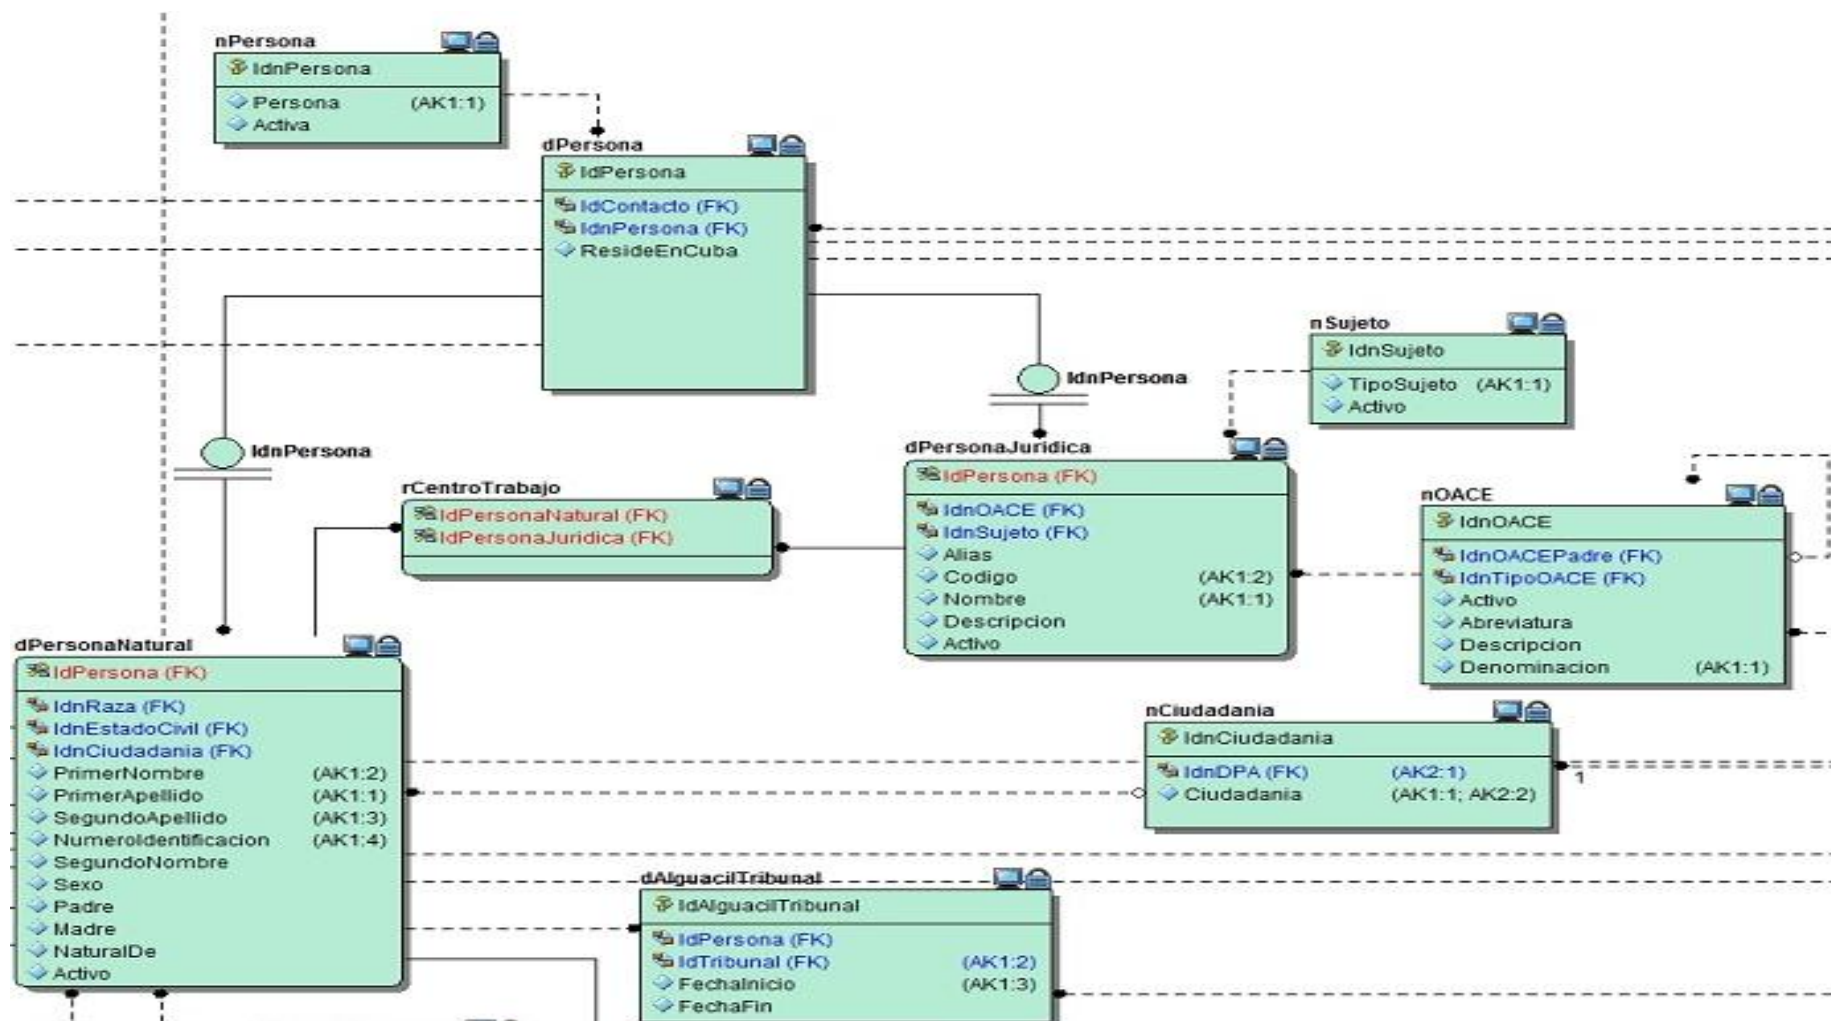 nPersona
IdnPersona
Persona (AK1:1)
Activa
dPersona
IdPersona
IdContacto (FK)
IdnPersona (FK)
ResideEnCuba
IdnPersona
IdnPersona
nSujeto
IdnSujeto
TipoSujeto (AK1:1)
Activo
dPersonaJuridica
IdPersona (FK)
IdnOACE (FK)
IdnSujeto (FK)
Alias
Codigo (AK1:2)
Nombre (AK1:1)
Descripcion
Activo
rCentroTrabajo
IdPersonaNatural (FK)
IdPersonaJuridica (FK)
nOACE
IdnOACE
IdnOACEPadre (FK)
IdnTipoOACE (FK)
Activo
Abreviatura
Descripcion
Denominacion (AK1:1)
dPersonaNatural
IdPersona (FK)
IdnRaza (FK)
IdnEstadoCivil (FK)
IdnCiudadania (FK)
PrimerNombre (AK1:2)
PrimerApellido (AK1:1)
SegundoApellido (AK1:3)
NumeroIdentificacion (AK1:4)
SegundoNombre
Sexo
Padre
Madre
NaturalDe
Activo
nCiudadania
IdnCiudadania
IdnDPA (FK) (AK2:1)
Ciudadania (AK1:1; AK2:2)
1
dAlguacilTribunal
IdAlguacilTribunal
IdPersona (FK)
IdTribunal (FK) (AK1:2)
FechaInicio (AK1:3)
FechaFin